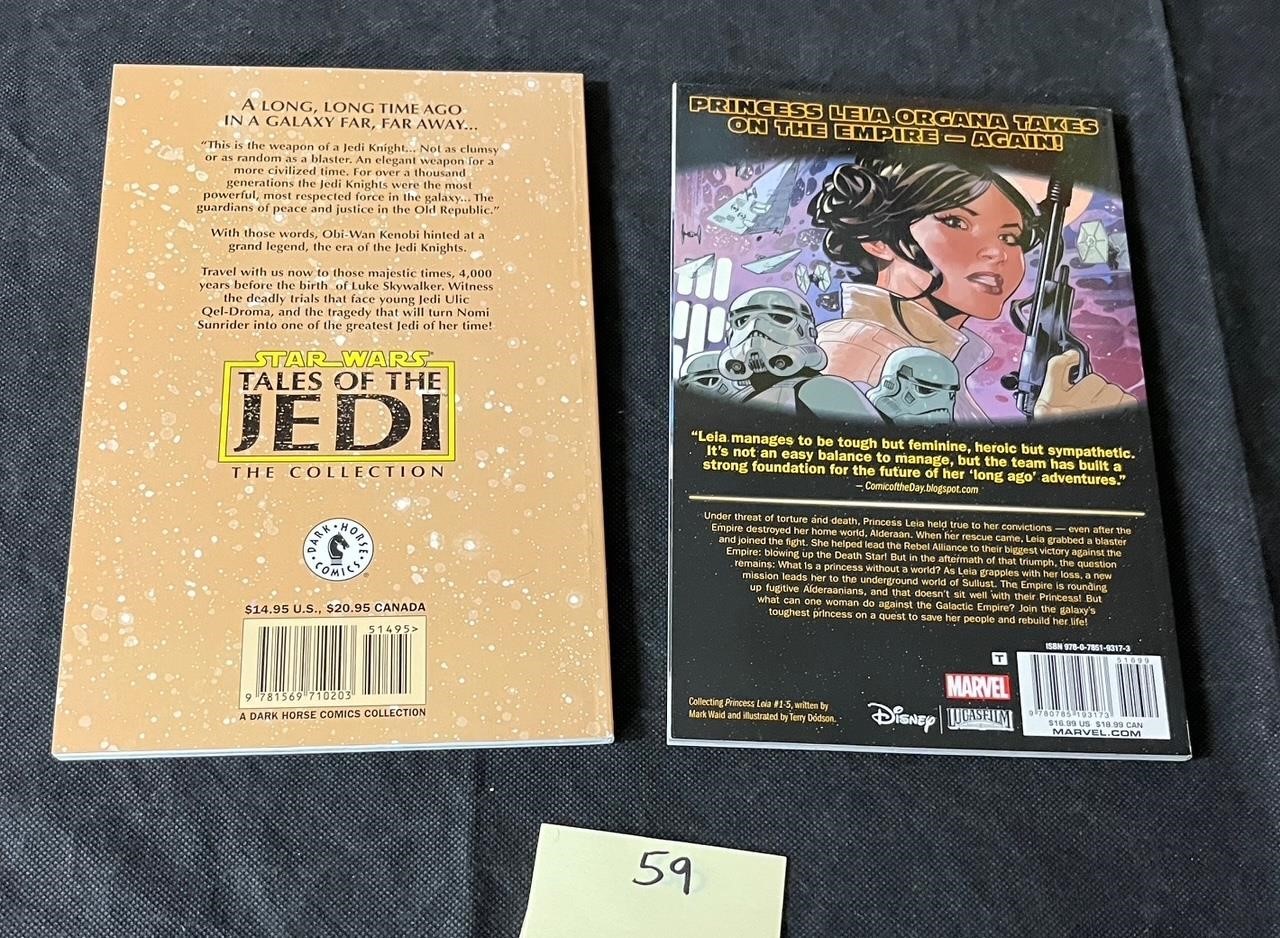 A LONG, LONG TIME AGO
IN A GALAXY FAR, FAR AWAY...
"This is the weapon of a Jedi Knight... Not as clumsy
or as random as a blaster. An elegant weapon for a
more civilized time. For over a thousand
generations the Jedi Knights were the most
powerful, most respected force in the galaxy... The
guardians of peace and justice in the Old Republic."
With those words, Obi-Wan Kenobi hinted at a
grand legend, the era of the Jedi Knights.
Travel with us now to those majestic times, 4,000
years before the birth of Luke Skywalker. Witness
the deadly trials that face young Jedi Ulic
Qel-Droma, and the tragedy that will turn Nomi
Sunrider into one of the greatest Jedi of her time!
STAR WARS
TALES OF THE
JEDI
THE COLLECTION
DARK HORSE
COMICS
$14.95 U.S., $20.95 CANADA
51495>
9 781569 710203
A DARK HORSE COMICS COLLECTION
PRINCESS LEIA ORGANA TAKES
ON THE EMPIRE — AGAIN!
"Leia manages to be tough but feminine, heroic but sympathetic.
It's not an easy balance to manage, but the team has built a
strong foundation for the future of her 'long ago' adventures."
— ComicoftheDay.blogspot.com
Under threat of torture and death, Princess Leia held true to her convictions — even after the
Empire destroyed her home world, Alderaan. When her rescue came, Leia grabbed a blaster
and joined the fight. She helped lead the Rebel Alliance to their biggest victory against the
Empire: blowing up the Death Star! But in the aftermath of that triumph, the question
remains: What is a princess without a world? As Leia grapples with her loss, a new
mission leads her to the underground world of Sullust. The Empire is rounding
up fugitive Alderaanians, and that doesn't sit well with their Princess! But
what can one woman do against the Galactic Empire? Join the galaxy's
toughest princess on a quest to save her people and rebuild her life!
ISBN 978-0-7851-9317-3
T
51699
MARVEL
Collecting Princess Leia #1-5, written by
Mark Waid and illustrated by Terry Dodson.
Disney
LUCASFILM
9 780785 193173
$16.99 US $18.99 CAN
MARVEL.COM
59